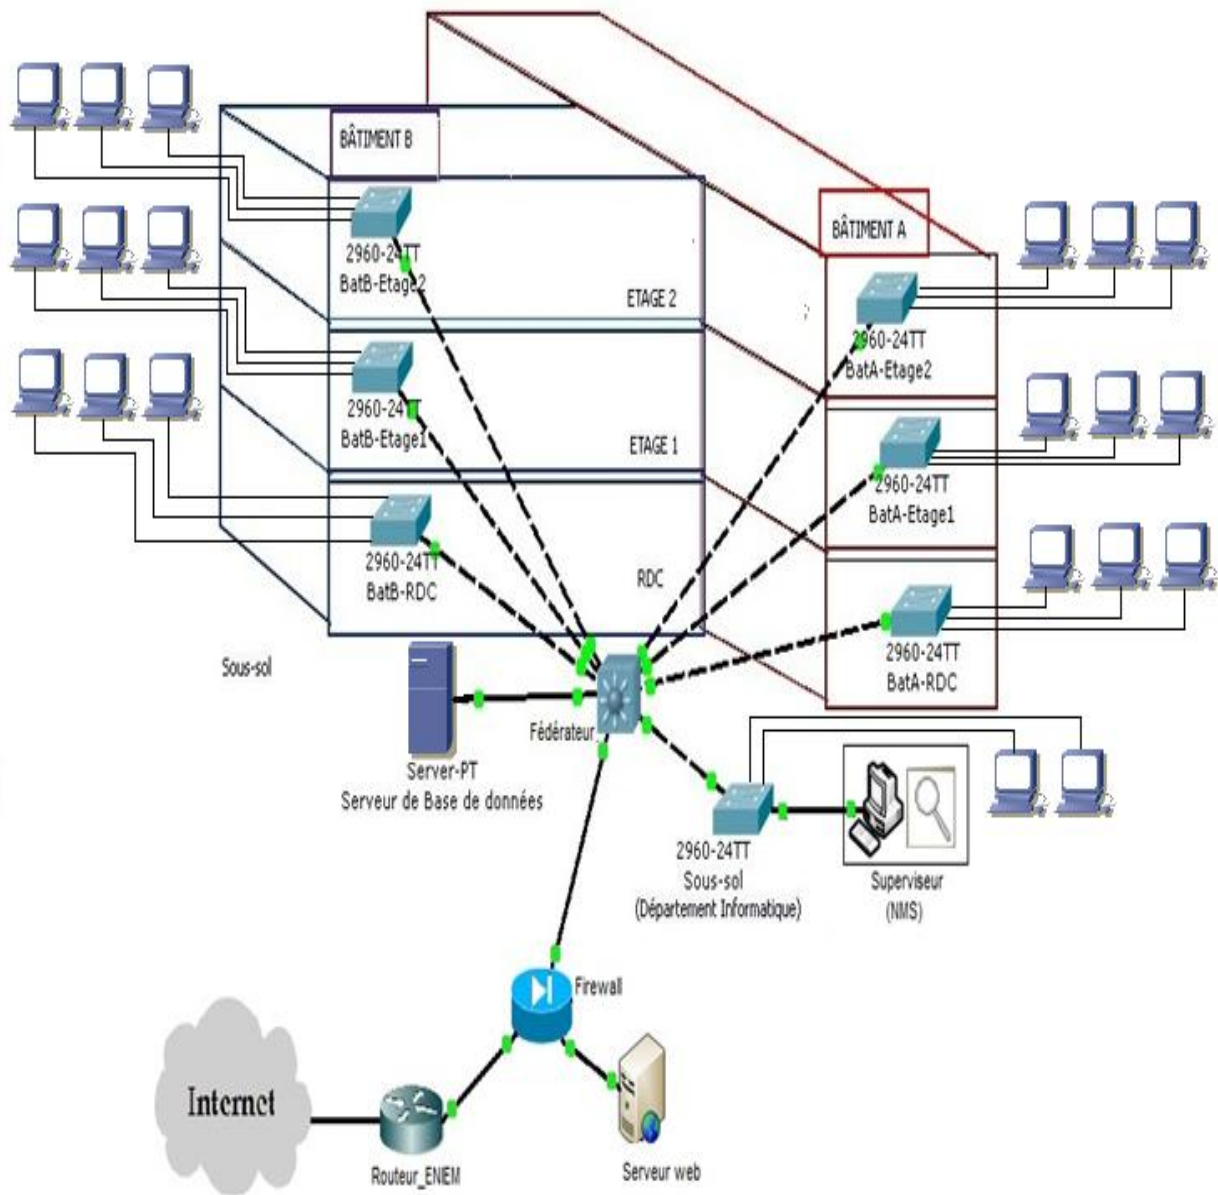 BÂTIMENT B
2960-24TT
BatB-Etage2
ETAGE 2
2960-24TT
BatB-Etage1
ETAGE 1
2960-24TT
BatB-RDC
RDC
BÂTIMENT A
2960-24TT
BatA-Etage2
2960-24TT
BatA-Etage1
2960-24TT
BatA-RDC
Sous-sol
Fédérateur
Server-PT
Serveur de Base de données
2960-24TT
Sous-sol
(Département Informatique)
Superviseur
(NMS)
Firewall
Internet
Routeur_ENIEM
Serveur web